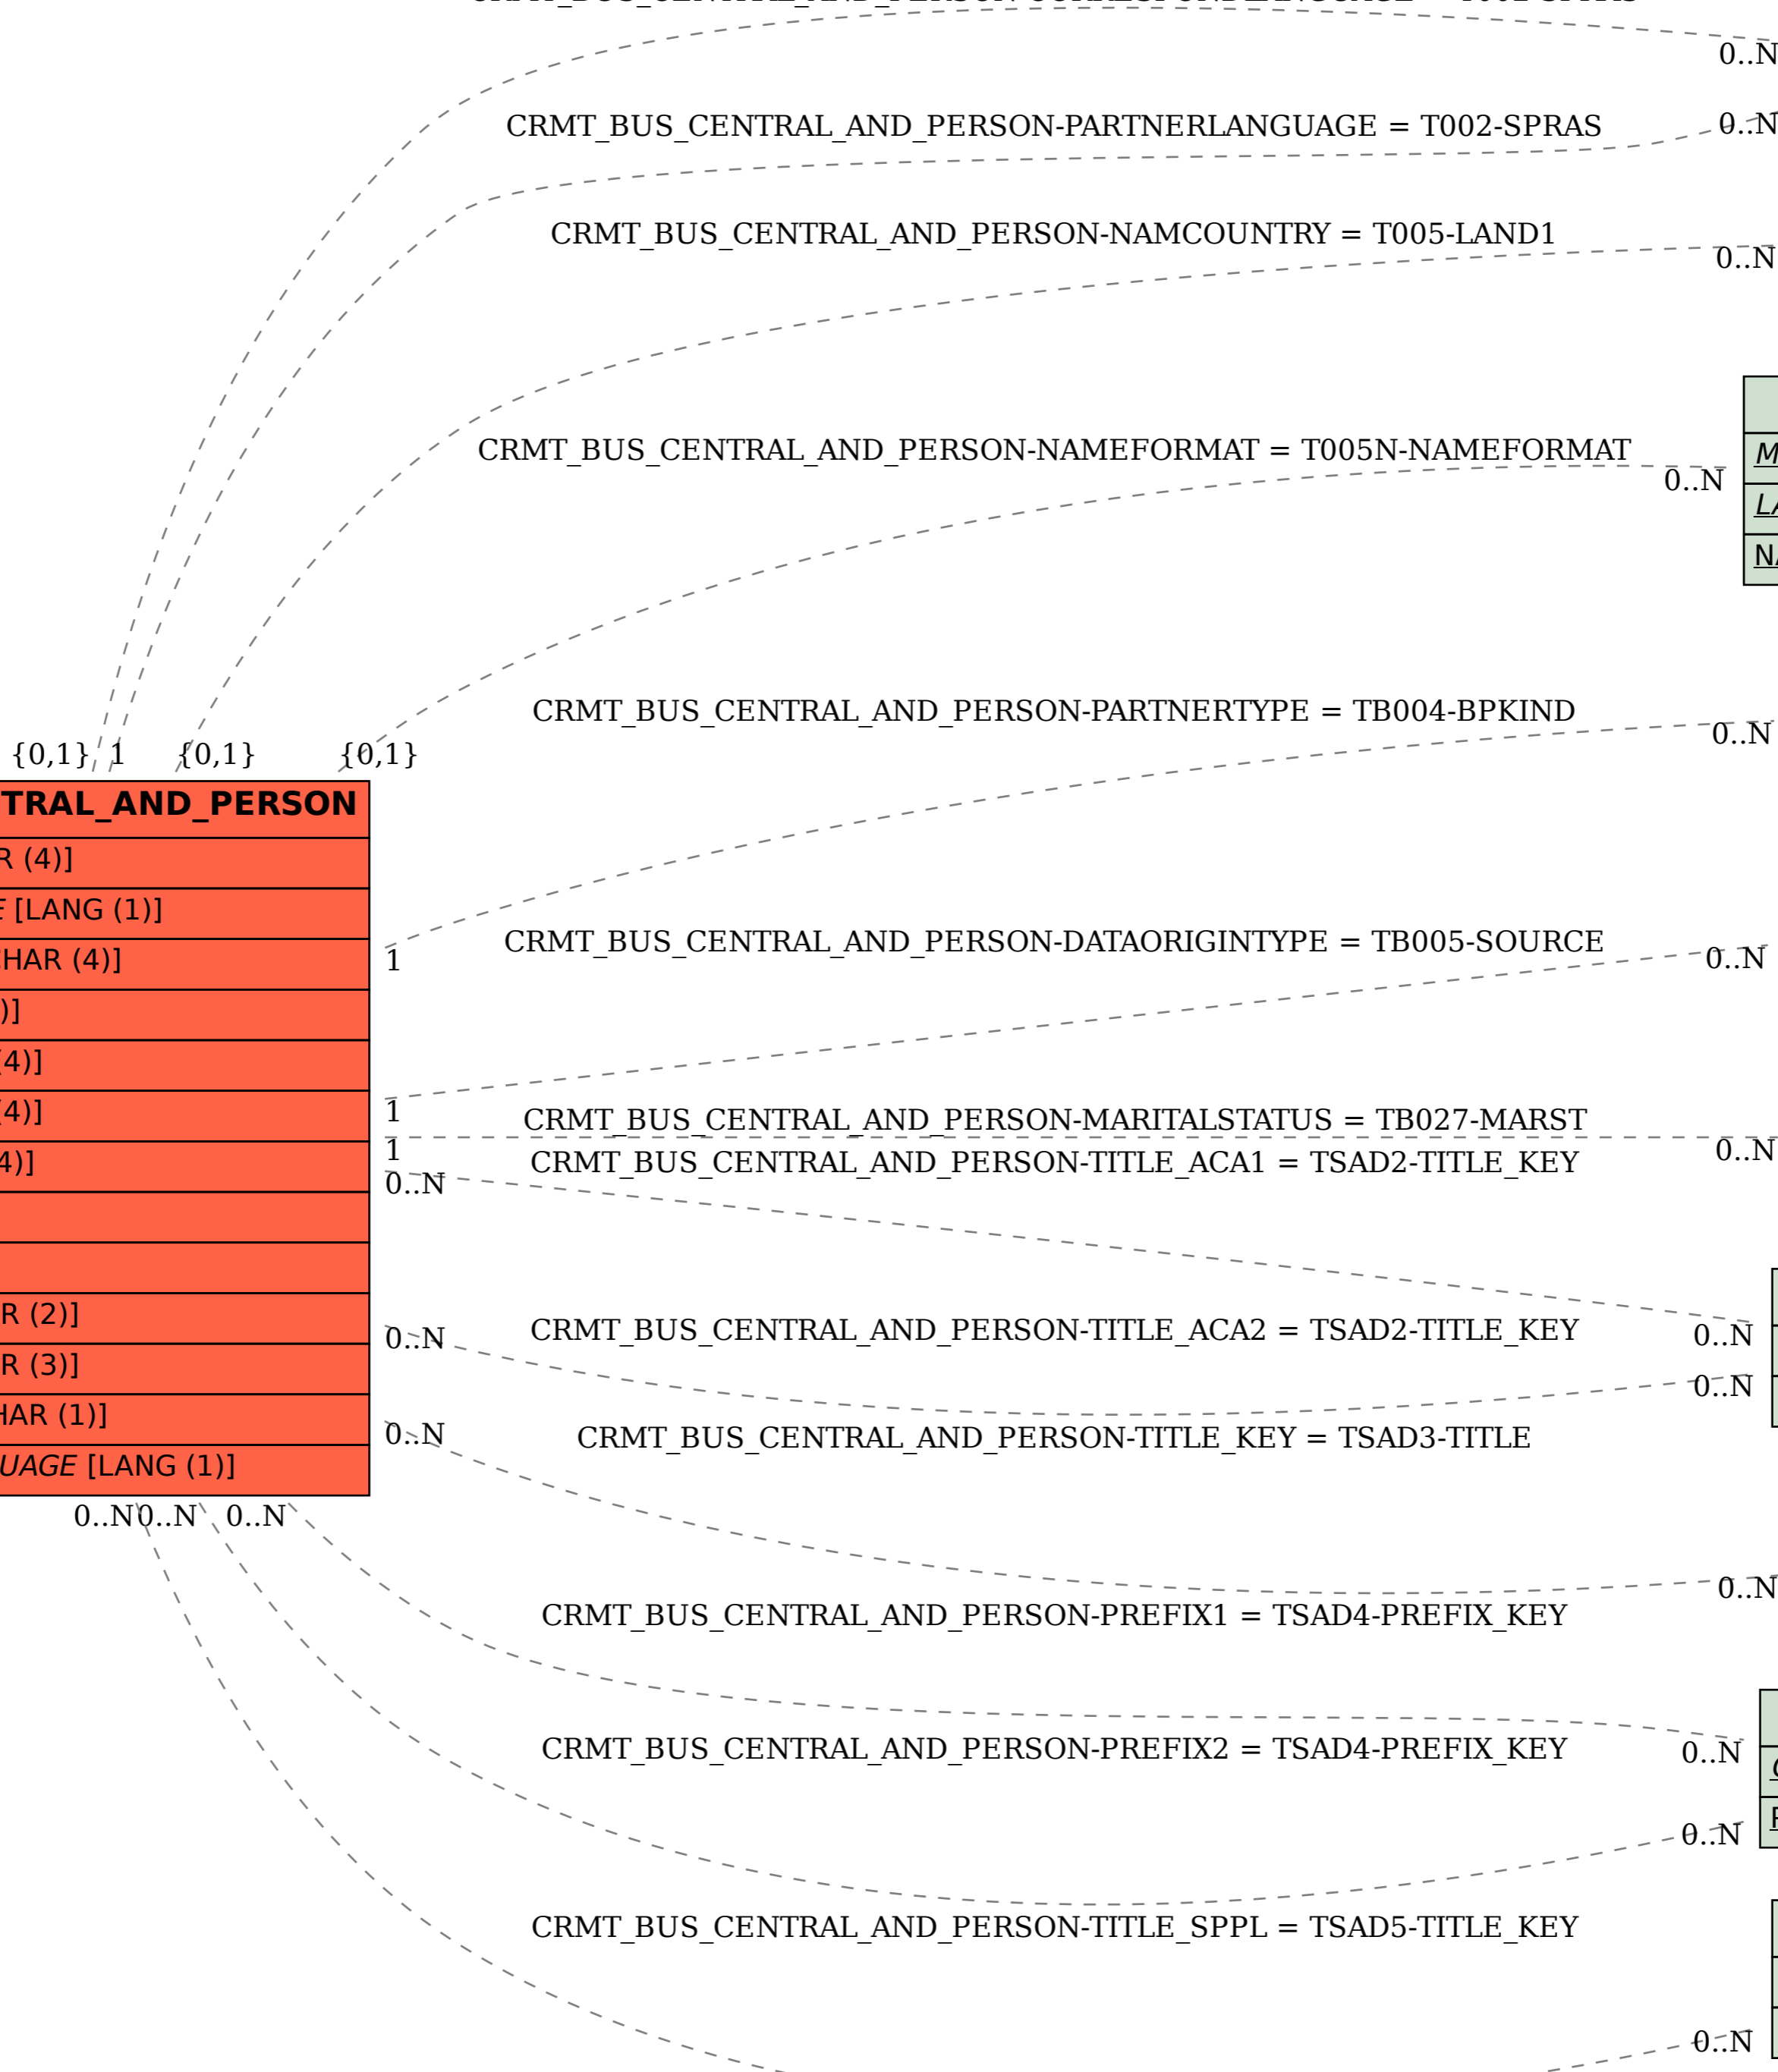 0..N
CRMT_BUS_CENTRAL_AND_PERSON-PARTNERLANGUAGE = T002-SPRAS
0..N
CRMT_BUS_CENTRAL_AND_PERSON-NAMCOUNTRY = T005-LAND1
0..N
CRMT_BUS_CENTRAL_AND_PERSON-NAMEFORMAT = T005N-NAMEFORMAT
0..N
M
LA
NA
CRMT_BUS_CENTRAL_AND_PERSON-PARTNERTYPE = TB004-BPKIND
0..N
{0,1} 1 {0,1} {0,1}
TRAL_AND_PERSON
R (4)]
E [LANG (1)]
HAR (4)]
)]
(4)]
(4)]
4)]
R (2)]
R (3)]
HAR (1)]
UAGE [LANG (1)]
1
CRMT_BUS_CENTRAL_AND_PERSON-DATAORIGINTYPE = TB005-SOURCE
0..N
1
CRMT_BUS_CENTRAL_AND_PERSON-MARITALSTATUS = TB027-MARST
1
0..N
CRMT_BUS_CENTRAL_AND_PERSON-TITLE_ACA1 = TSAD2-TITLE_KEY
0..N
0..N
CRMT_BUS_CENTRAL_AND_PERSON-TITLE_ACA2 = TSAD2-TITLE_KEY
0..N
0..N
0..N
CRMT_BUS_CENTRAL_AND_PERSON-TITLE_KEY = TSAD3-TITLE
0..N 0..N 0..N
0..N
CRMT_BUS_CENTRAL_AND_PERSON-PREFIX1 = TSAD4-PREFIX_KEY
CRMT_BUS_CENTRAL_AND_PERSON-PREFIX2 = TSAD4-PREFIX_KEY
0..N
0..N
CRMT_BUS_CENTRAL_AND_PERSON-TITLE_SPPL = TSAD5-TITLE_KEY
0..N